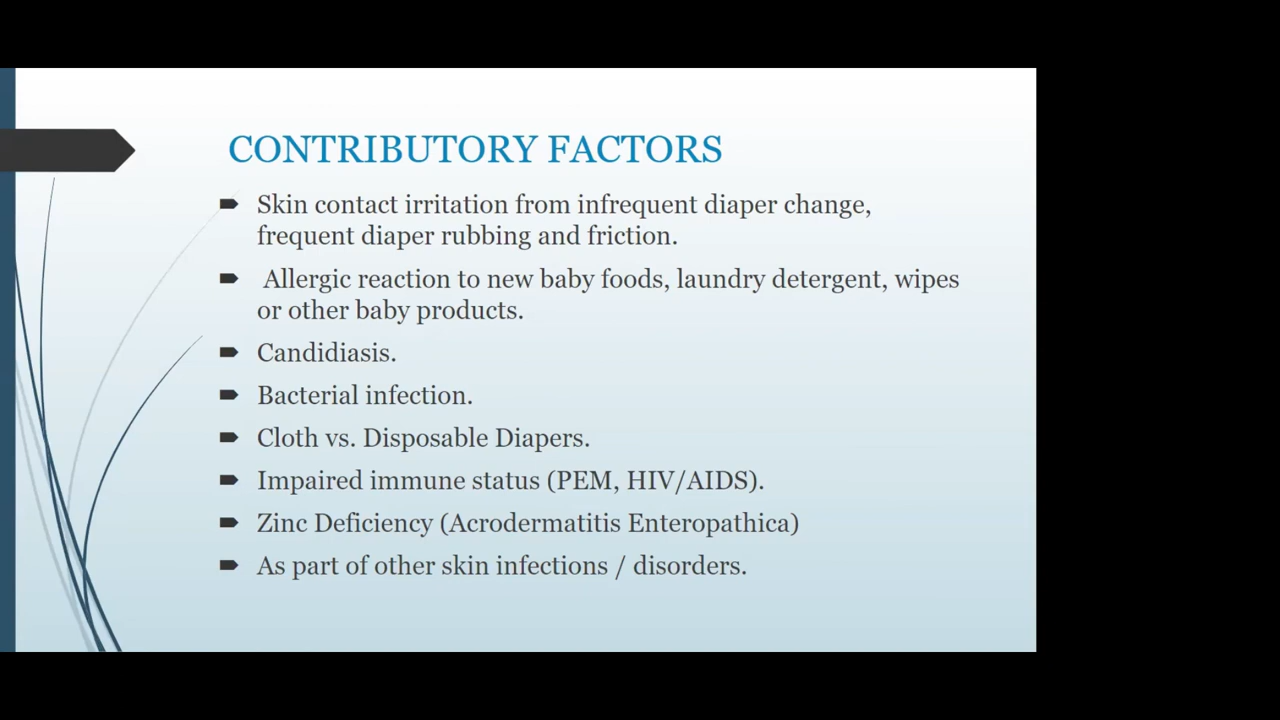 CONTRIBUTORY FACTORS
Skin contact irritation from infrequent diaper change,
frequent diaper rubbing and friction.
Allergic reaction to new baby foods, laundry detergent, wipes
or other baby products.
Candidiasis.
Bacterial infection.
Cloth vs. Disposable Diapers.
Impaired immune status (PEM, HIV/AIDS).
Zinc Deficiency (Acrodermatitis Enteropathica)
As part of other skin infections / disorders.